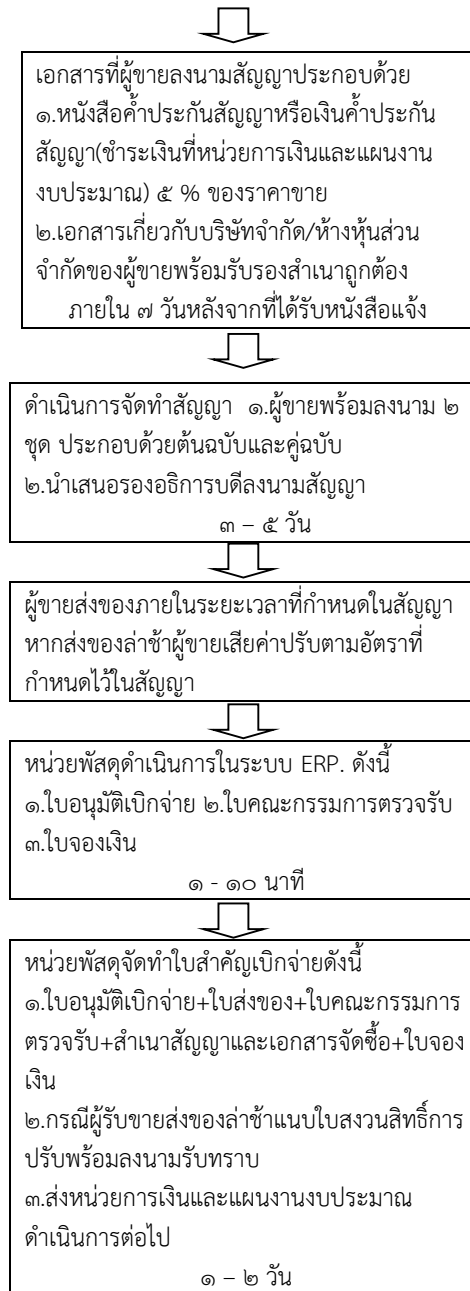 เอกสารที่ผู้ขายลงนามสัญญาประกอบด้วย
๑.หนังสือค้ำประกันสัญญาหรือเงินค้ำประกัน
สัญญา(ชำระเงินที่หน่วยการเงินและแผนงาน
งบประมาณ) ๕ % ของราคาขาย
๒.เอกสารเกี่ยวกับบริษัทจำกัด/ห้างหุ้นส่วน
จำกัดของผู้ขายพร้อมรับรองสำเนาถูกต้อง
ภายใน ๗ วันหลังจากที่ได้รับหนังสือแจ้ง
ดำเนินการจัดทำสัญญา ๑.ผู้ขายพร้อมลงนาม ๒
ชุด ประกอบด้วยต้นฉบับและคู่ฉบับ
๒.นำเสนอรองอธิการบดีลงนามสัญญา
๓ – ๕ วัน
ผู้ขายส่งของภายในระยะเวลาที่กำหนดในสัญญา
หากส่งของล่าช้าผู้ขายเสียค่าปรับตามอัตราที่
กำหนดไว้ในสัญญา
หน่วยพัสดุดำเนินการในระบบ ERP. ดังนี้
๑.ใบอนุมัติเบิกจ่าย ๒.ใบคณะกรรมการตรวจรับ
๓.ใบจองเงิน
๑ - ๑๐ นาที
หน่วยพัสดุจัดทำใบสำคัญเบิกจ่ายดังนี้
๑.ใบอนุมัติเบิกจ่าย+ใบส่งของ+ใบคณะกรรมการ
ตรวจรับ+สำเนาสัญญาและเอกสารจัดซื้อ+ใบจอง
เงิน
๒.กรณีผู้รับขายส่งของล่าช้าแนบใบสงวนสิทธิ์การ
ปรับพร้อมลงนามรับทราบ
๓.ส่งหน่วยการเงินและแผนงานงบประมาณ
ดำเนินการต่อไป
๑ – ๒ วัน